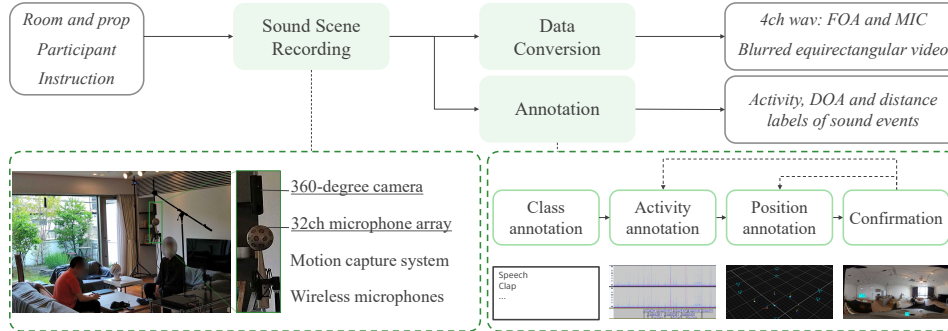 Room and prop
Participant
Instruction
Sound Scene
Recording
Data
Conversion
4ch wav: FOA and MIC
Blurred equirectangular video
Annotation
Activity, DOA and distance
labels of sound events
360-degree camera
32ch microphone array
Motion capture system
Wireless microphones
Class
annotation
Activity
annotation
Position
annotation
Confirmation
Speech
Clap
...